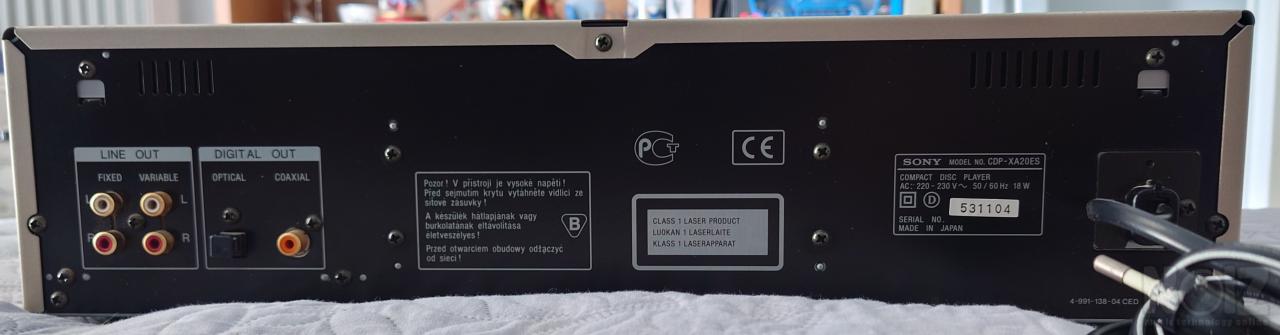 LINE OUT
FIXED VARIABLE
L L
R R
DIGITAL OUT
OPTICAL COAXIAL
Pozor! V přístroji je vysoké napětí!
Před sejmutím krytu vytáhněte vidlici ze
síťové zásuvky!
A készülék hátlapjának vagy
burkolatának eltávolítása
életveszélyes!
Przed otwarciem obudowy odłączyć
od sieci!
B
PCT
CE
CLASS 1 LASER PRODUCT
LUOKAN 1 LASERLAITE
KLASS 1 LASERAPPARAT
SONY MODEL NO. CDP-XA20ES
COMPACT DISC PLAYER
AC: 220 - 230 V ~ 50 / 60 Hz 18 W
D
SERIAL NO. 531104
MADE IN JAPAN
4-991-138-04 CED